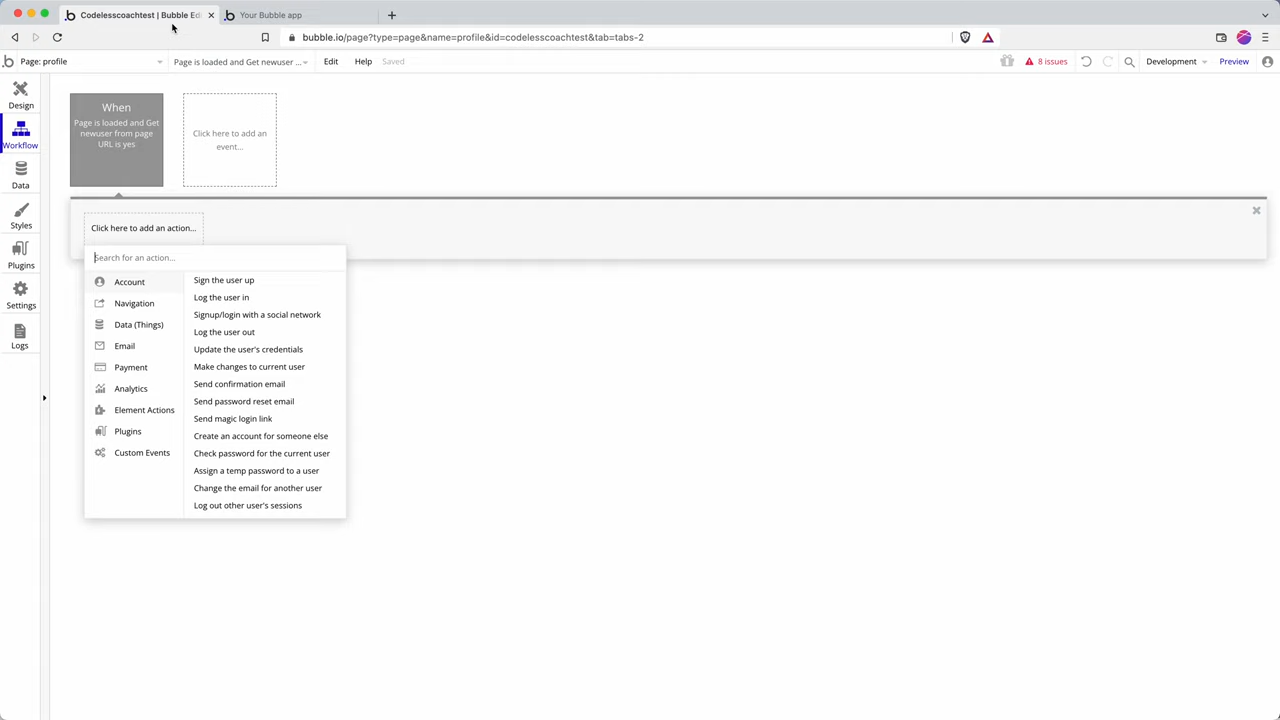 Codelesscoachtest | Bubble Ed
Your Bubble app
bubble.io/page?type=page&name=profile&id=codelesscoachtest&tab=tabs-2
Page: profile
Page is loaded and Get newuser ...
Edit
Help
Saved
8 issues
Development
Preview
Design
Workflow
Data
Styles
Plugins
Settings
Logs
When
Page is loaded and Get
newuser from page
URL is yes
Click here to add an
event...
Click here to add an action...
Search for an action...
Account
Navigation
Data (Things)
Email
Payment
Analytics
Element Actions
Plugins
Custom Events
Sign the user up
Log the user in
Signup/login with a social network
Log the user out
Update the user's credentials
Make changes to current user
Send confirmation email
Send password reset email
Send magic login link
Create an account for someone else
Check password for the current user
Assign a temp password to a user
Change the email for another user
Log out other user's sessions